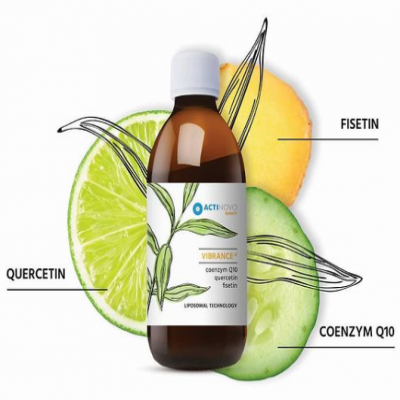 FISETIN
ACTINOVO
VIBRANCE
coenzym Q10
quercetin
fisetin
LIPOSOMAL TECHNOLOGY
QUERCETIN
COENZYM Q10